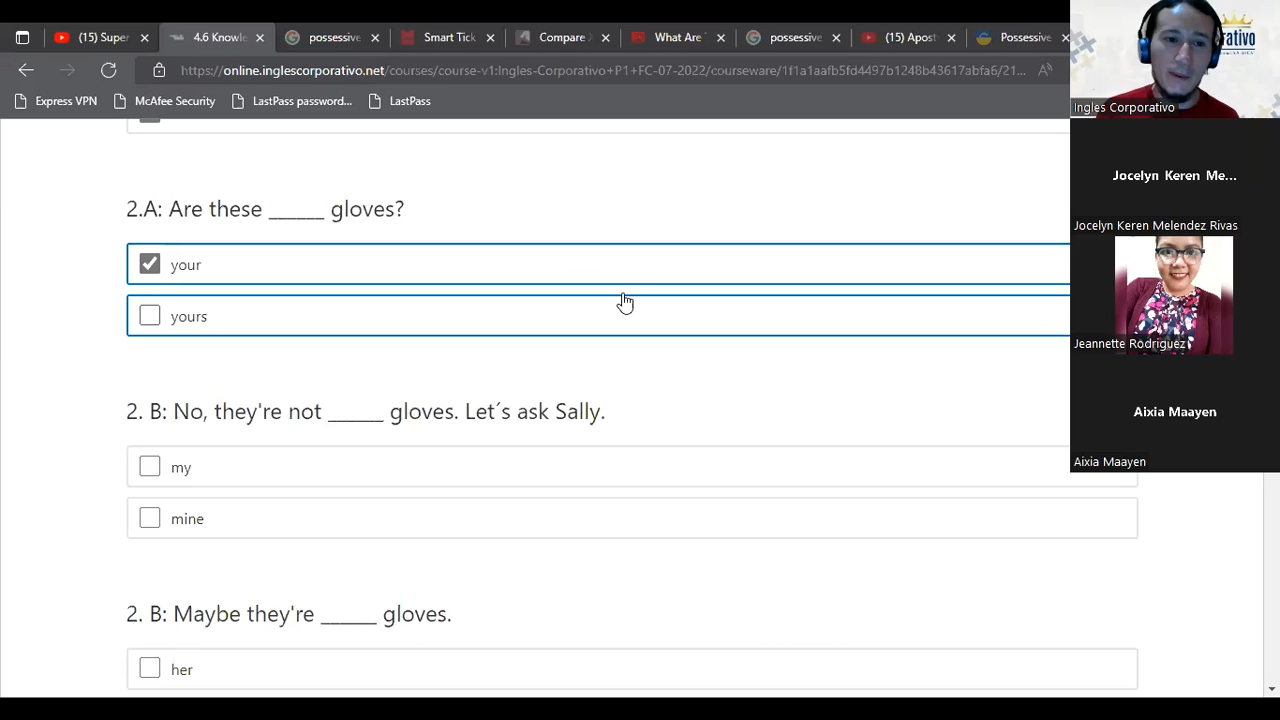 (15) Super
4.6 Knowle
possessive
Smart Tick
Compare
What Are
possessive
(15) Apost
Possessive
https://online.inglescorporativo.net/courses/course-v1:Ingles-Corporativo+P1+FC-07-2022/courseware/1f1a1aafb5fd4497b1248b43617abfa6/21...
Express VPN
McAfee Security
LastPass password...
LastPass
2.A: Are these ______ gloves?
your
yours
2. B: No, they're not ______ gloves. Let´s ask Sally.
my
mine
2. B: Maybe they're ______ gloves.
her
Ingles Corporativo
Jocelyn Keren Me...
Jocelyn Keren Melendez Rivas
Jeannette Rodriguez
Aixia Maayen
Aixia Maayen